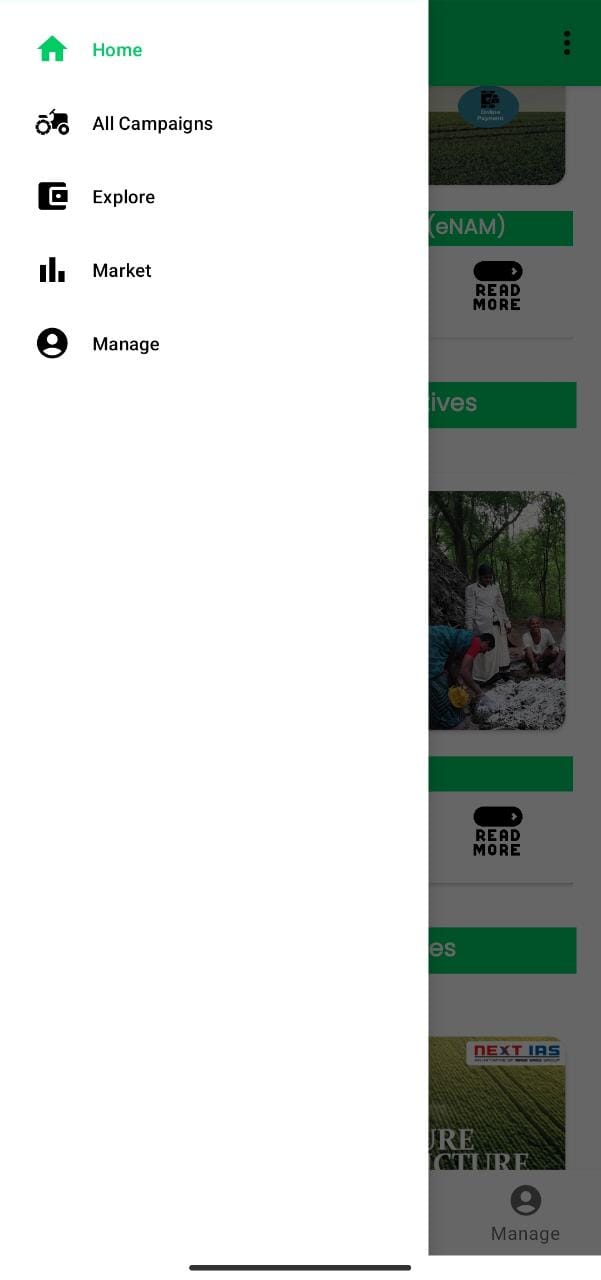 Home
All Campaigns
Explore
Market
Manage
Online
Payment
(eNAM)
READ
MORE
tives
READ
MORE
es
NEXT IAS
URE
CTURE
Manage